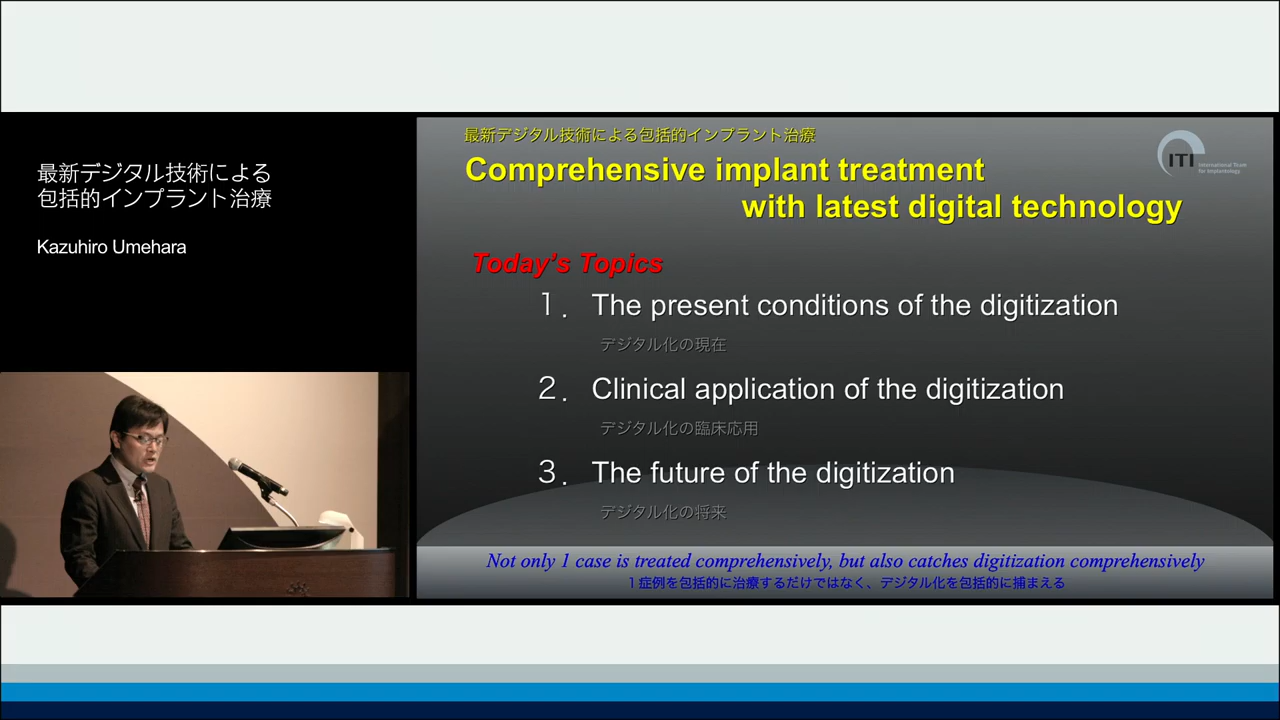 最新デジタル技術による
包括的インプラント治療
Kazuhiro Umehara
最新デジタル技術による包括的インプラント治療
Comprehensive implant treatment
with latest digital technology
ITI International Team
for Implantology
Today's Topics
１． The present conditions of the digitization
デジタル化の現在
２． Clinical application of the digitization
デジタル化の臨床応用
３． The future of the digitization
デジタル化の将来
Not only 1 case is treated comprehensively, but also catches digitization comprehensively
１症例を包括的に治療するだけではなく、デジタル化を包括的に捕まえる